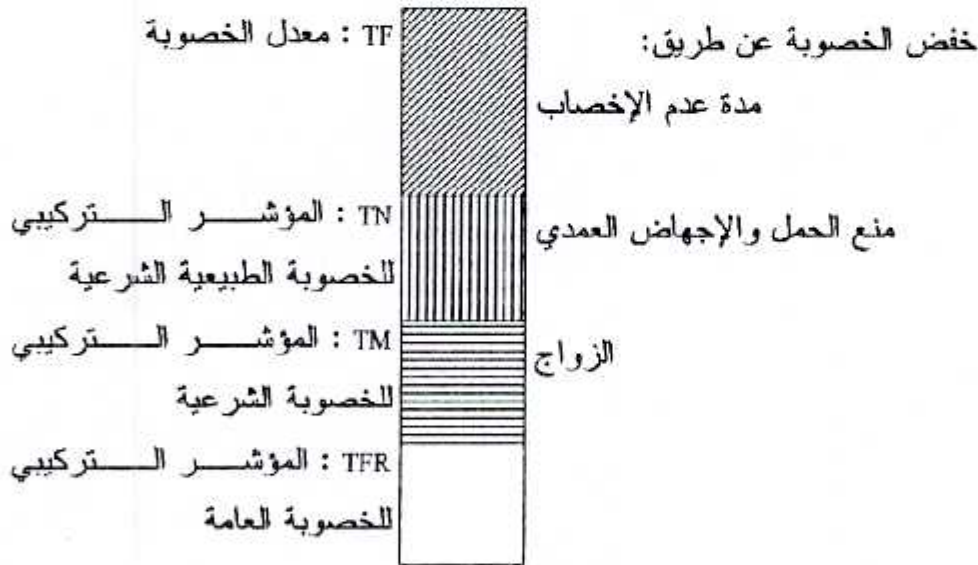 خفض الخصوبة عن طريق:
TF : معدل الخصوبة
مدة عدم الإخصاب
TN : المؤشر التركيبي
منع الحمل والإجهاض العمدي
للخصوبة الطبيعية الشرعية
TM : المؤشر التركيبي
الزواج
للخصوبة الشرعية
TFR : المؤشر التركيبي
للخصوبة العامة